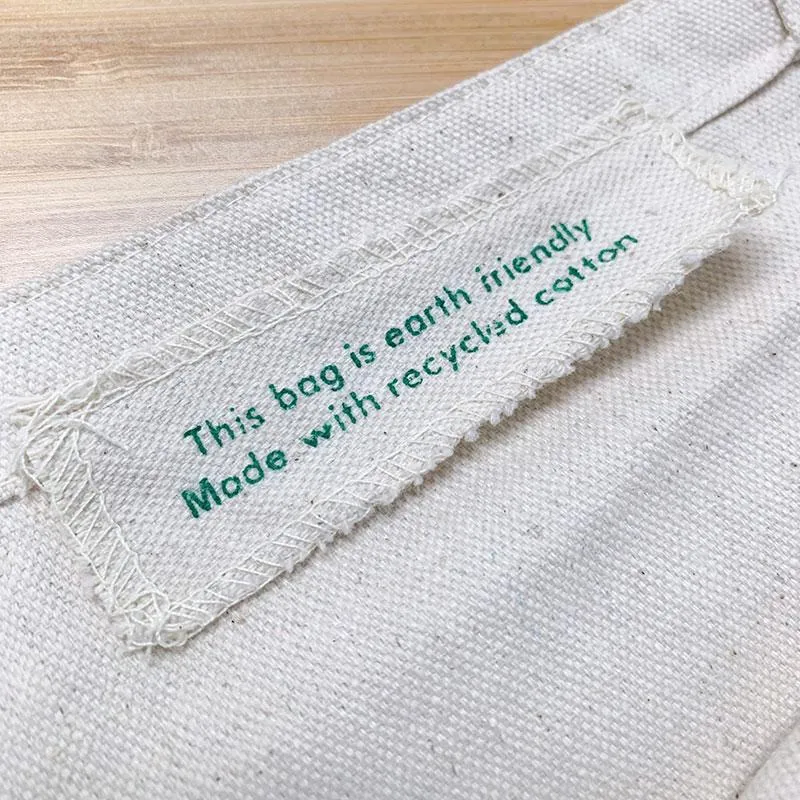 This bag is earth friendly
Made with recycled cotton